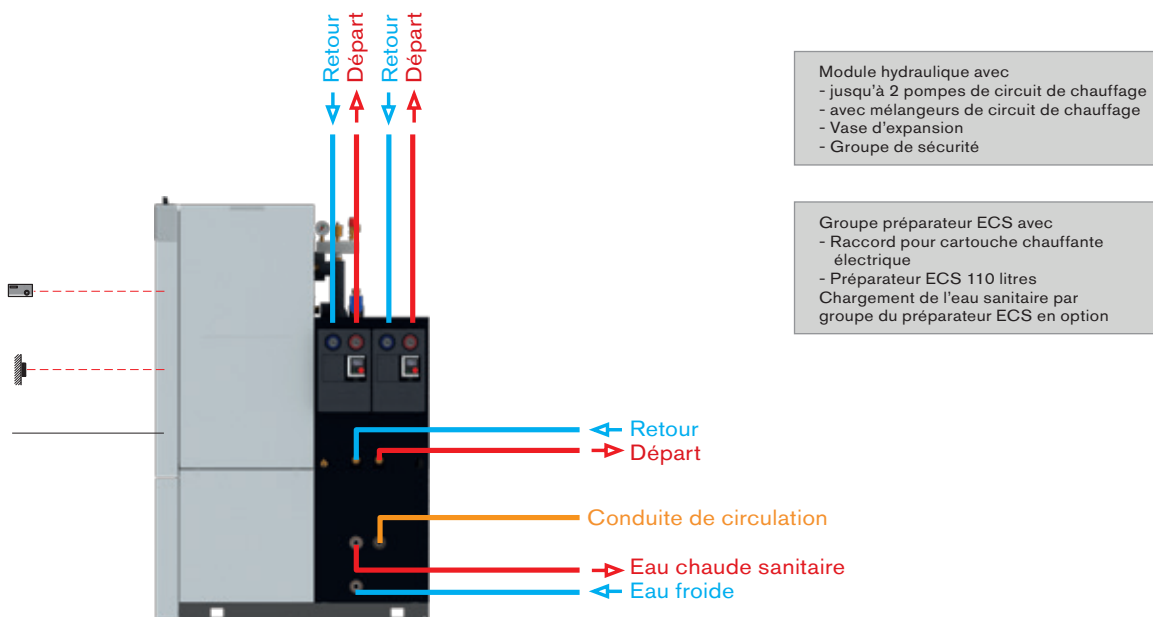 Retour
Départ
Retour
Départ
Module hydraulique avec
- jusqu'à 2 pompes de circuit de chauffage
- avec mélangeurs de circuit de chauffage
- Vase d'expansion
- Groupe de sécurité
Groupe préparateur ECS avec
- Raccord pour cartouche chauffante
électrique
- Préparateur ECS 110 litres
Chargement de l'eau sanitaire par
groupe du préparateur ECS en option
Retour
Départ
Conduite de circulation
Eau chaude sanitaire
Eau froide